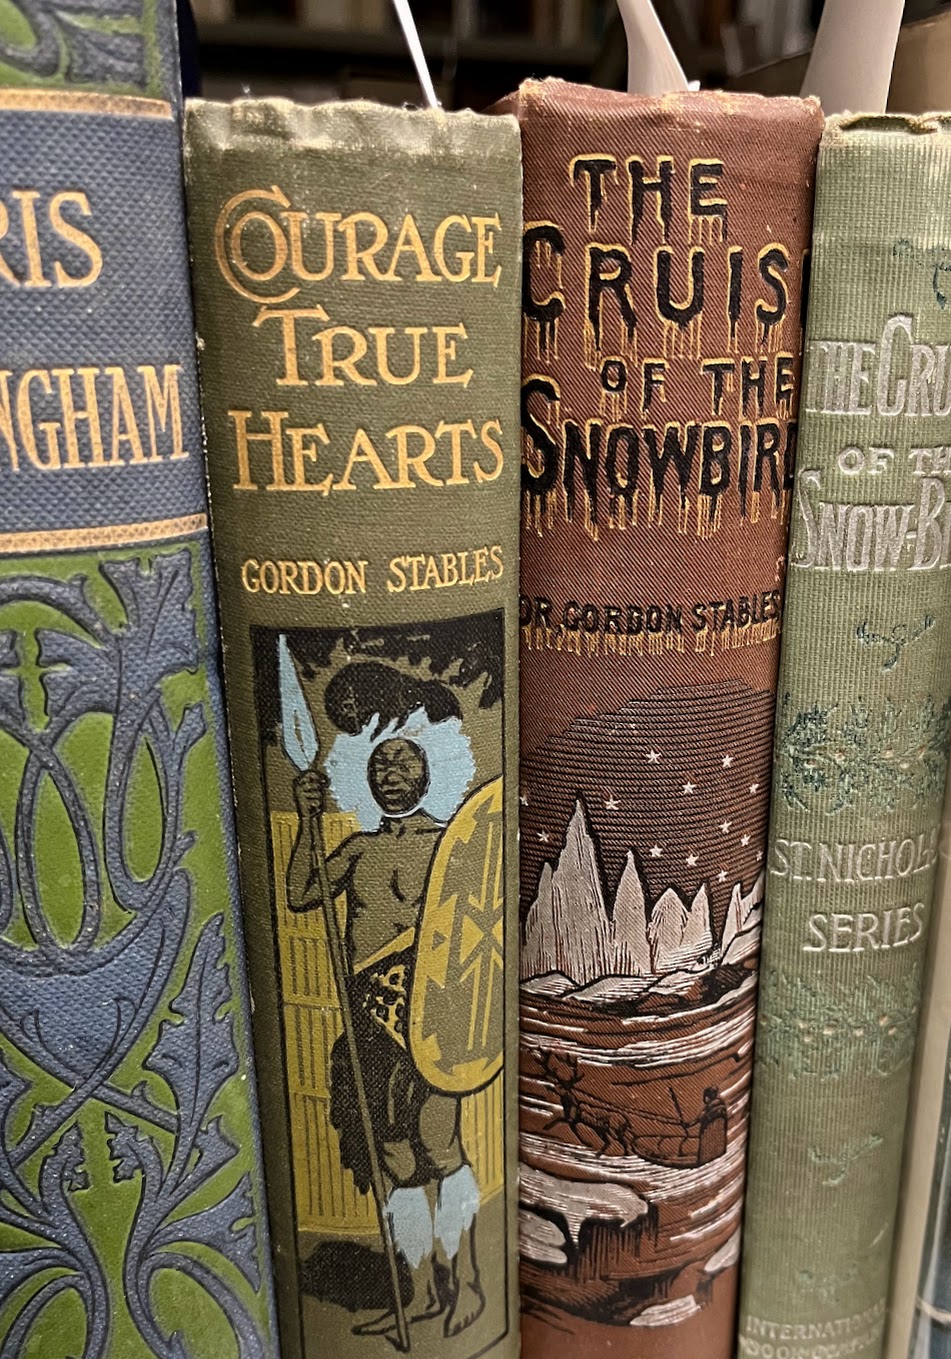 RIS
NGHAM
COURAGE
TRUE
HEARTS
GORDON STABLES
THE
CRUIS
OF THE
SNOWBIRD
DR. GORDON STABLES
THE CRU
OF TH
SNOW-B
ST. NICHOL
SERIES
INTERNATIONAL